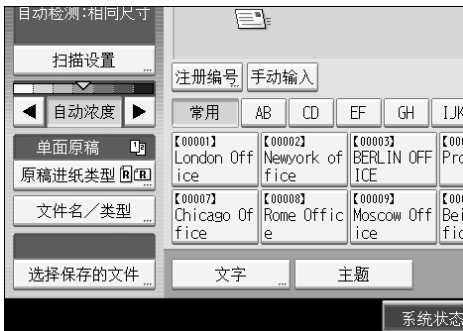 自动检测:相同尺寸
扫描设置
注册编号 手动输入
自动浓度
常用 AB CD EF GH IJK
单面原稿
【00001】 【00002】 【00003】
London Off Newyork of BERLIN OFF
ice fice ICE
原稿进纸类型
【00007】 【00008】 【00009】
Chicago Of Rome Offic Moscow Off
fice e ice
文件名／类型
选择保存的文件
文字 主题
系统状态